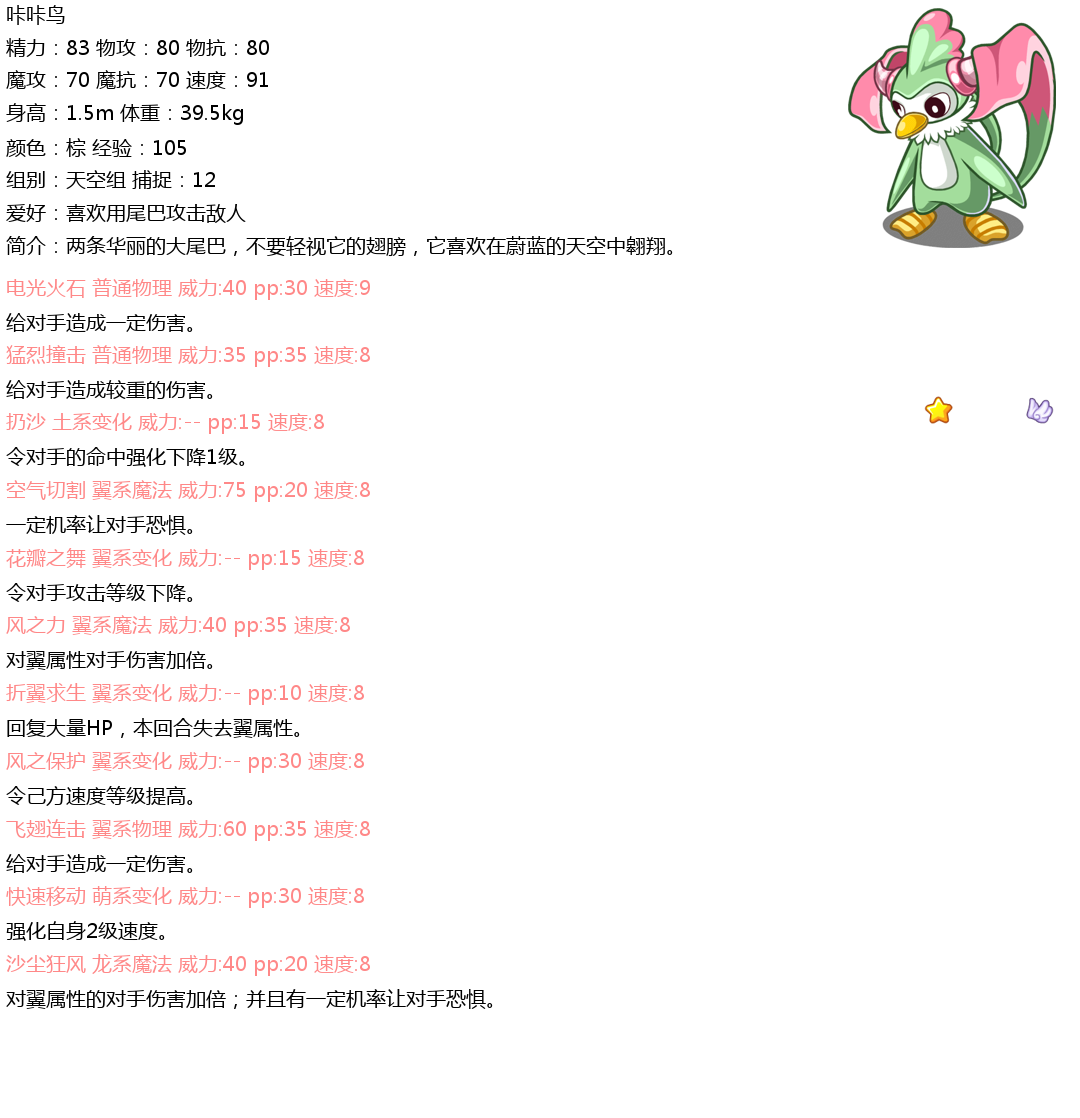 咔咔鸟
精力：83 物攻：80 物抗：80
魔攻：70 魔抗：70 速度：91
身高：1.5m 体重：39.5kg
颜色：棕 经验：105
组别：天空组 捕捉：12
爱好：喜欢用尾巴攻击敌人
简介：两条华丽的大尾巴，不要轻视它的翅膀，它喜欢在蔚蓝的天空中翱翔。
电光火石 普通物理 威力:40 pp:30 速度:9
给对手造成一定伤害。
猛烈撞击 普通物理 威力:35 pp:35 速度:8
给对手造成较重的伤害。
扔沙 土系变化 威力:-- pp:15 速度:8
令对手的命中强化下降1级。
空气切割 翼系魔法 威力:75 pp:20 速度:8
一定机率让对手恐惧。
花瓣之舞 翼系变化 威力:-- pp:15 速度:8
令对手攻击等级下降。
风之力 翼系魔法 威力:40 pp:35 速度:8
对翼属性对手伤害加倍。
折翼求生 翼系变化 威力:-- pp:10 速度:8
回复大量HP，本回合失去翼属性。
风之保护 翼系变化 威力:-- pp:30 速度:8
令己方速度等级提高。
飞翅连击 翼系物理 威力:60 pp:35 速度:8
给对手造成一定伤害。
快速移动 萌系变化 威力:-- pp:30 速度:8
强化自身2级速度。
沙尘狂风 龙系魔法 威力:40 pp:20 速度:8
对翼属性的对手伤害加倍；并且有一定机率让对手恐惧。